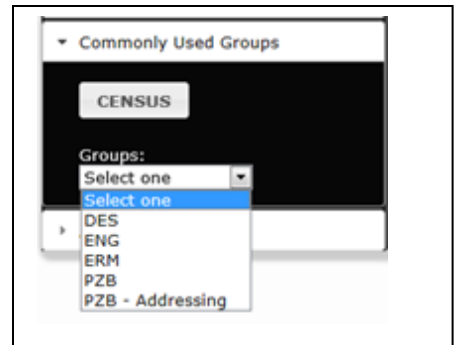 Commonly Used Groups
CENSUS
Groups:
Select one
Select one
DES
ENG
ERM
PZB
PZB - Addressing